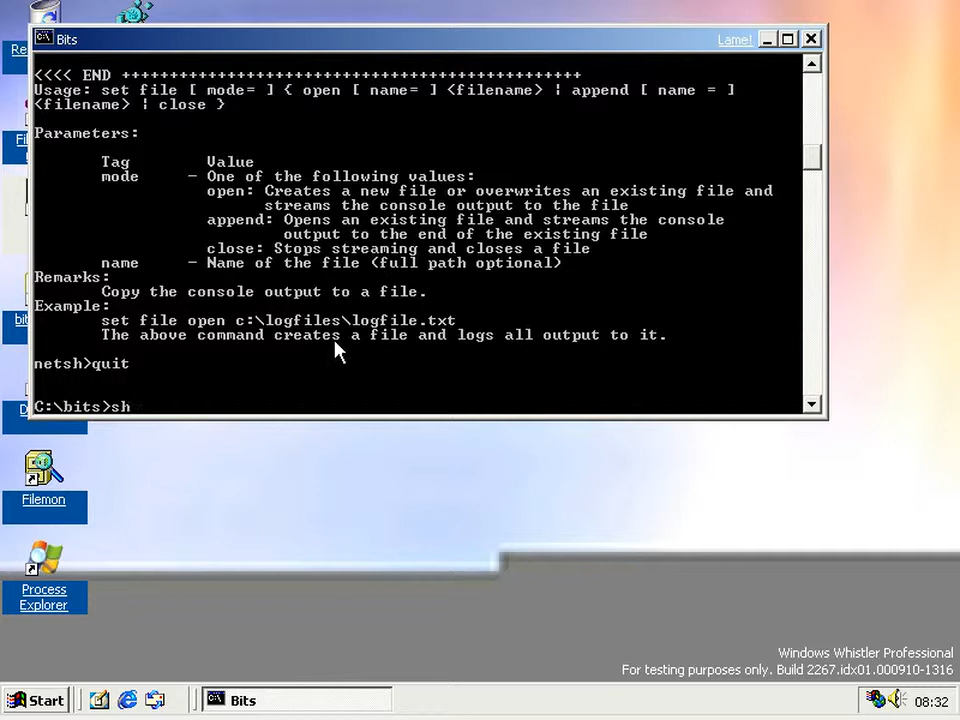 Bits
Lame!
<<<< END ++++++++++++++++++++++++++++++++++++++++++++++++
Usage: set file [ mode= ] { open [ name= ] <filename> | append [ name = ]
<filename> | close }
Parameters:
Tag Value
mode - One of the following values:
open: Creates a new file or overwrites an existing file and
streams the console output to the file
append: Opens an existing file and streams the console
output to the end of the existing file
close: Stops streaming and closes a file
name - Name of the file (full path optional)
Remarks:
Copy the console output to a file.
Example:
set file open c:\logfiles\logfile.txt
The above command creates a file and logs all output to it.
netsh>quit
C:\bits>sh
Filemon
Process
Explorer
Windows Whistler Professional
For testing purposes only. Build 2267.idx01.000910-1316
Start
Bits
08:32